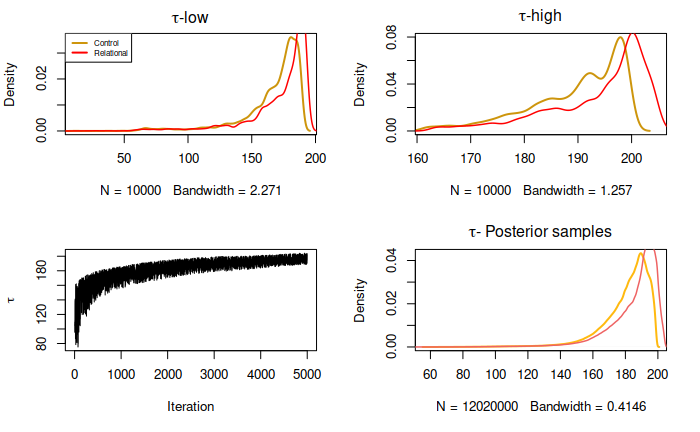 τ-low
Density
0.00
0.02
Control
Relational
50
100
150
200
N = 10000 Bandwidth = 2.271
τ-high
Density
0.00
0.04
0.08
160
170
180
190
200
N = 10000 Bandwidth = 1.257
τ
80
120
180
0
1000
2000
3000
4000
5000
Iteration
τ- Posterior samples
Density
0.00
0.02
0.04
60
80
100
120
140
160
180
200
N = 12020000 Bandwidth = 0.4146